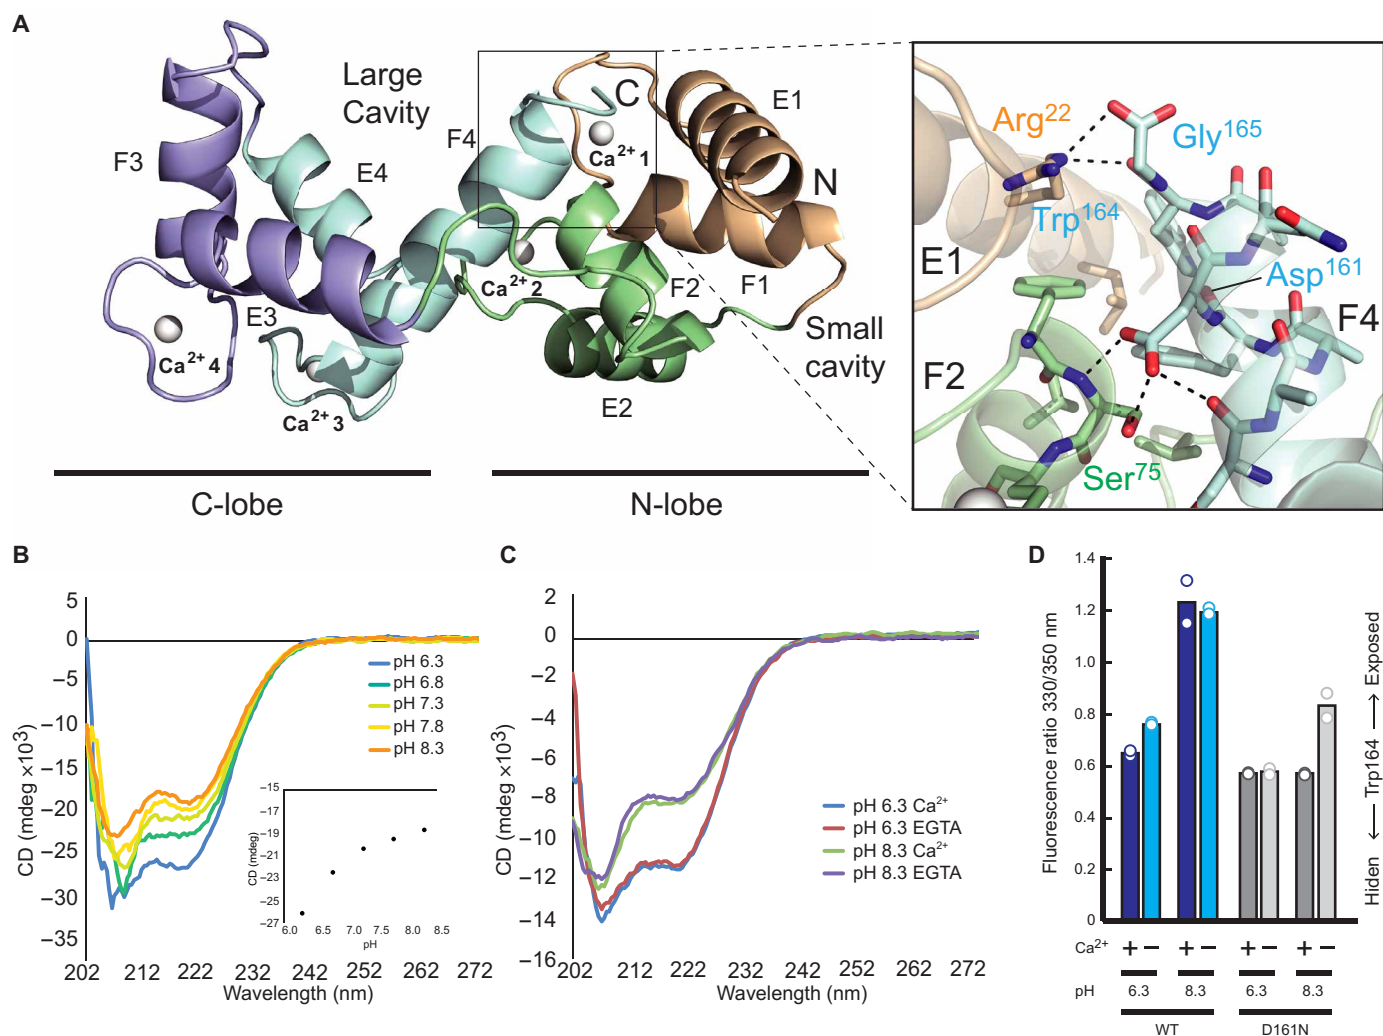 A
Large
Cavity
F3
E4
F4
C
Ca2+ 1
E1
N
Ca2+ 2
F2
F1
E3
Ca2+ 4
Ca2+ 3
E2
Small
cavity
C-lobe
N-lobe
Arg22
Gly165
Trp164
E1
Asp161
F4
F2
Ser75
B
5
0
−5
−10
−15
−20
−25
−30
−35
CD (mdeg ×10³)
pH 6.3
pH 6.8
pH 7.3
pH 7.8
pH 8.3
−15
−17
−19
−21
−23
−25
−27
CD (mdeg)
6.0 6.5 7.0 7.5 8.0 8.5
pH
202 212 222 232 242 252 262 272
Wavelength (nm)
C
2
0
−2
−4
−6
−8
−10
−12
−14
−16
CD (mdeg ×10³)
pH 6.3 Ca2+
pH 6.3 EGTA
pH 8.3 Ca2+
pH 8.3 EGTA
202 212 222 232 242 252 262 272
Wavelength (nm)
D
1.4
1.2
1.0
0.8
0.6
0.4
0.2
0
Fluorescence ratio 330/350 nm
Hiden ← Trp164 → Exposed
Ca2+ + − + − + − + −
pH 6.3 8.3 6.3 8.3
WT D161N